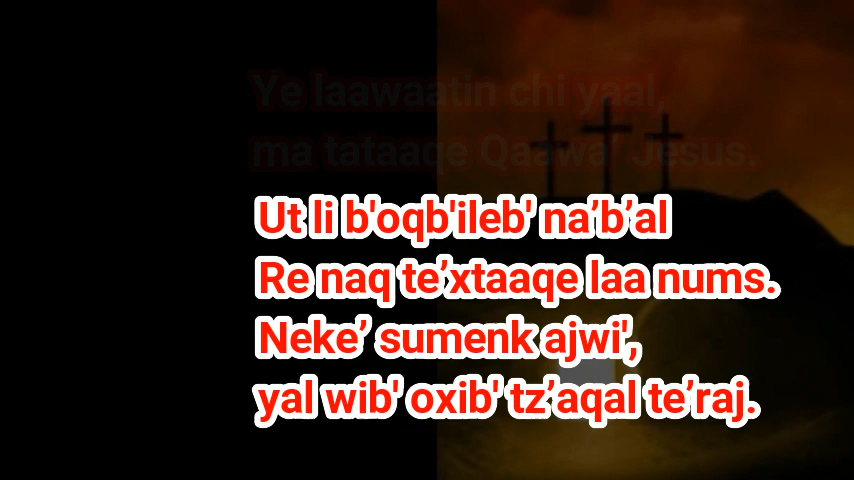 Ye laawaatin chi yaal,
ma tataaqe Qaawa’ Jesus.
Ut li b'oqb'ileb' na’b’al
Re naq te’xtaaqe laa nums.
Neke’ sumenk ajwi',
yal wib' oxib' tz’aqal te’raj.